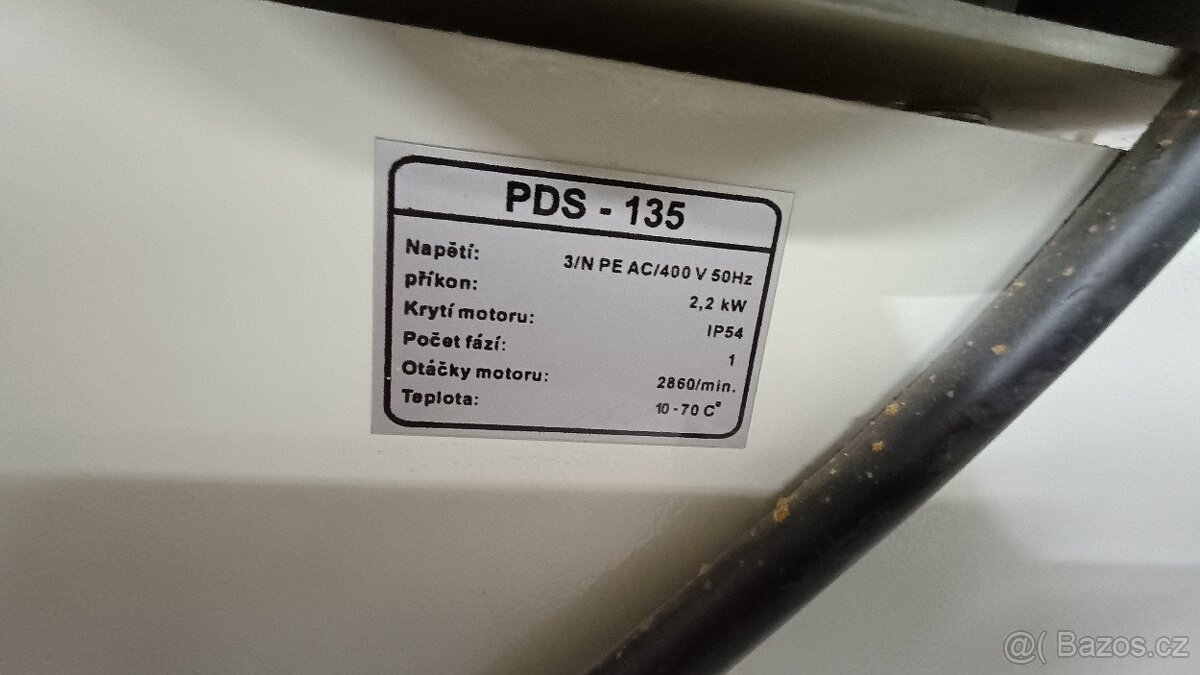 PDS - 135
Napětí: 3/N PE AC/400 V 50Hz
příkon: 2,2 kW
Krytí motoru: IP54
Počet fází: 1
Otáčky motoru: 2860/min.
Teplota: 10 - 70 C°
@( Bazos.cz